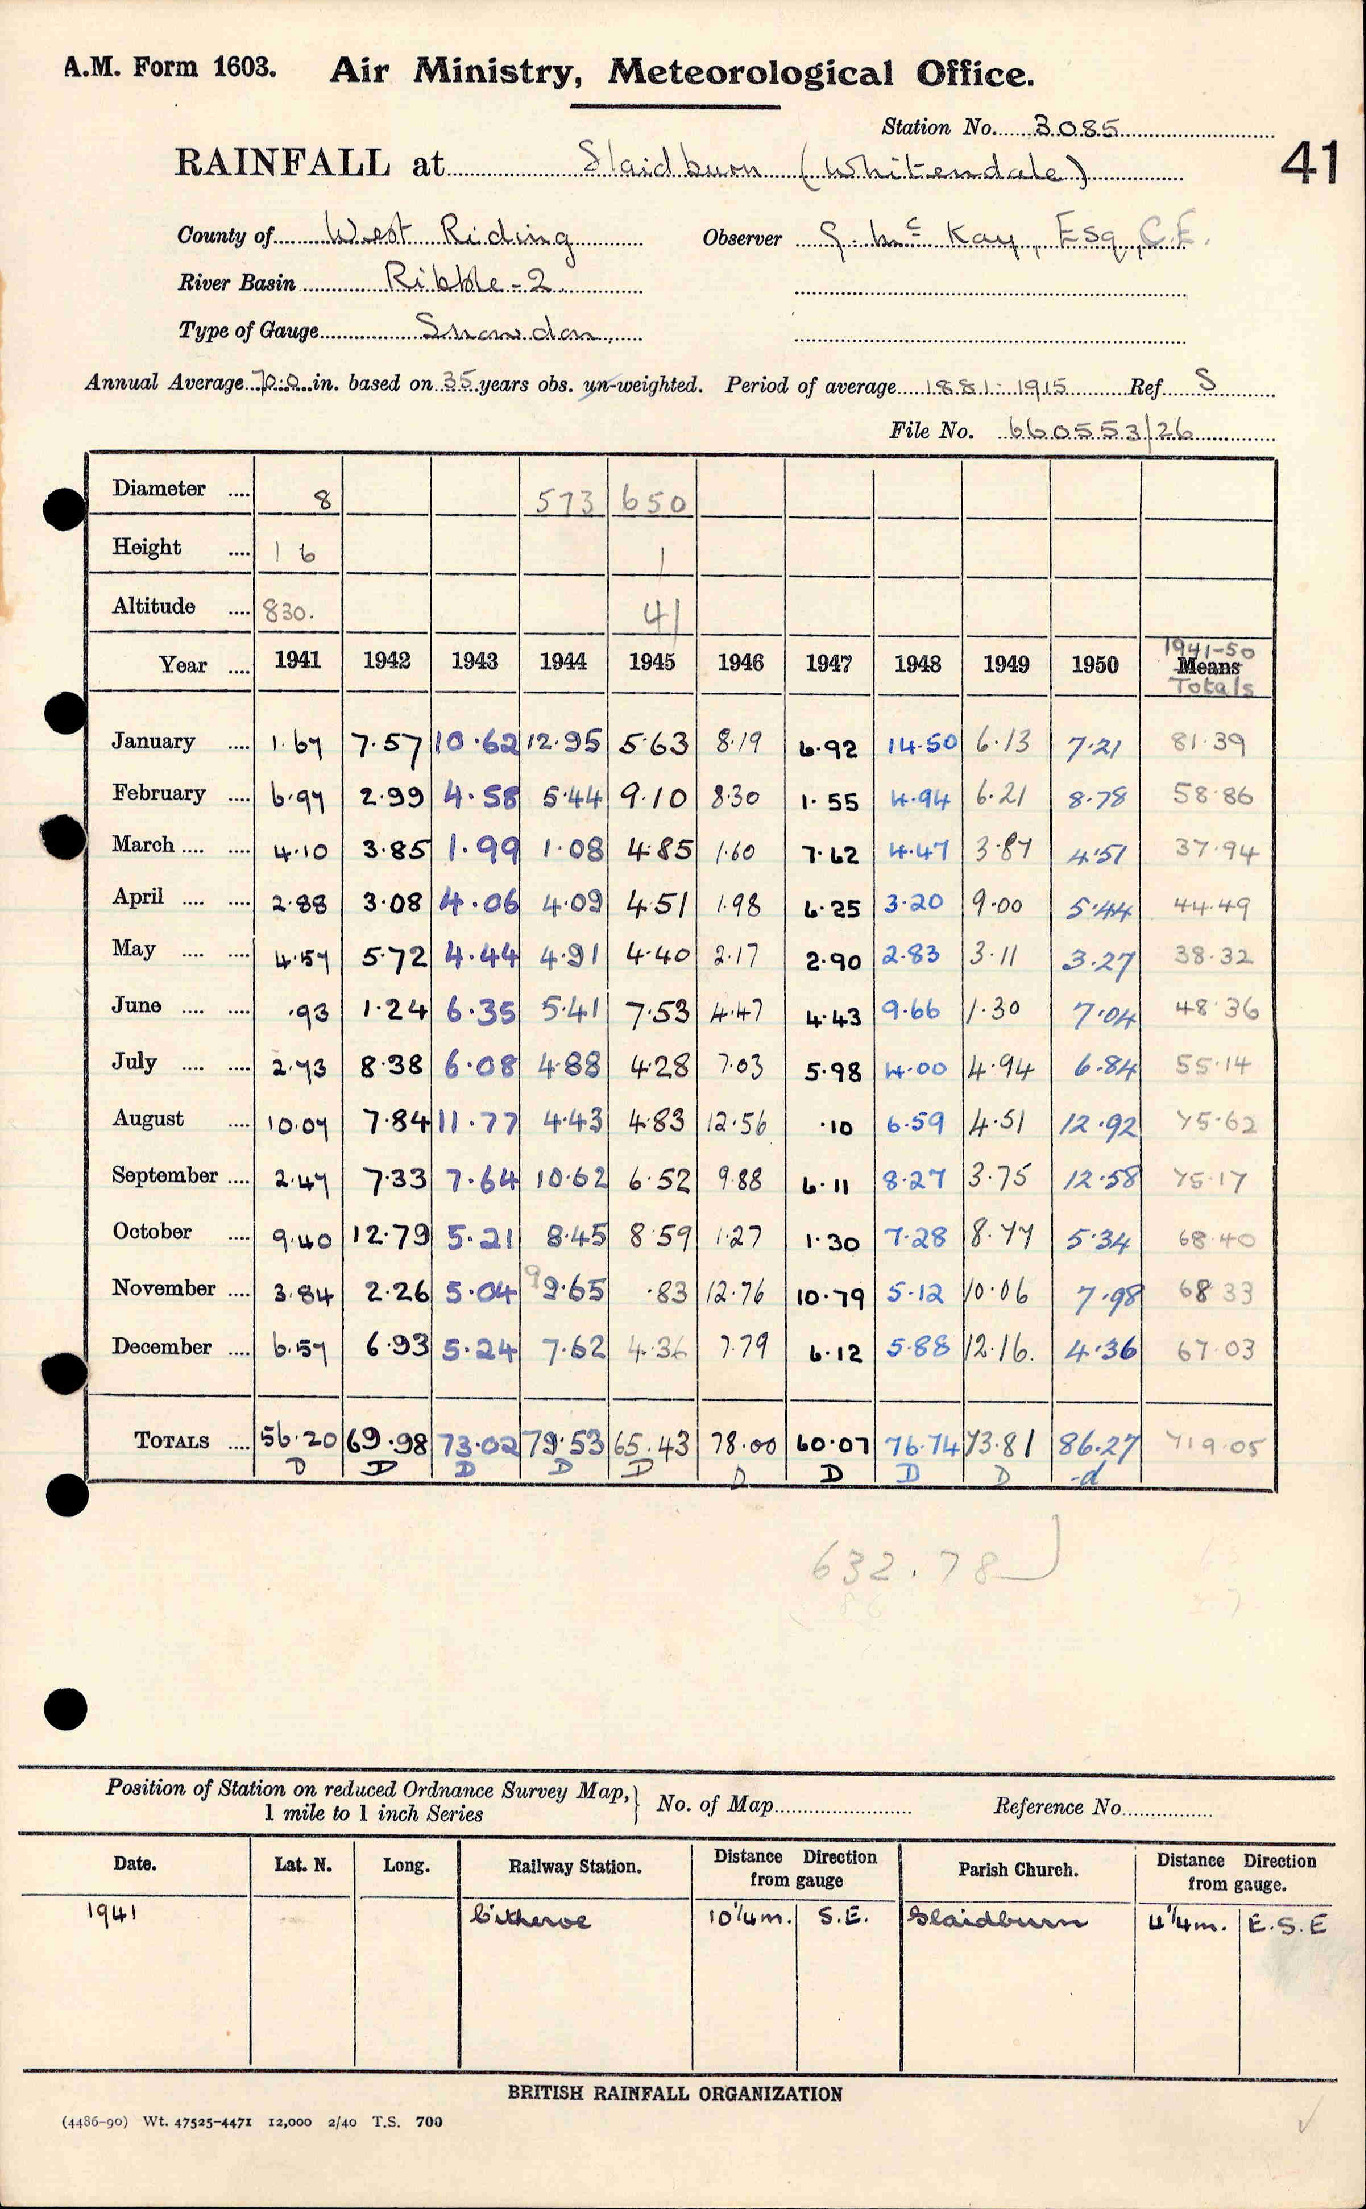 A.M. Form 1603. Air Ministry, Meteorological Office.
Station No. 3085
41
RAINFALL at Slaidburn (Whitendale)
County of West Riding Observer G. McKay, Esq, C.E.
River Basin Ribble - 2
Type of Gauge Snowdon
Annual Average 70.0 in. based on 35 years obs. un-weighted. Period of average 1881-1915 Ref. S
File No. 660553/26
Diameter .... 8 573 650
Height .... 1 6 1
Altitude .... 830. 41
1941-50
Year .... 1941 1942 1943 1944 1945 1946 1947 1948 1949 1950 Means
Totals
January .... 1.67 7.57 10.62 12.95 5.63 8.19 6.92 14.50 6.13 7.21 81.39
February .... 6.97 2.99 4.58 5.44 9.10 8.30 1.55 4.94 6.21 8.78 58.86
March .... .... 4.10 3.85 1.99 1.08 4.85 1.60 7.62 4.47 3.87 4.51 37.94
April .... .... 2.88 3.08 4.06 4.09 4.51 1.98 6.25 3.20 9.00 5.44 44.49
May .... .... 4.57 5.72 4.44 4.91 4.40 2.17 2.90 2.83 3.11 3.27 38.32
June .... .... .93 1.24 6.35 5.41 7.53 4.47 4.43 9.66 1.30 7.04 48.36
July .... .... 2.73 8.38 6.08 4.88 4.28 7.03 5.98 4.00 4.94 6.84 55.14
August .... 10.07 7.84 11.77 4.43 4.83 12.56 .10 6.59 4.51 12.92 75.62
September .... 2.47 7.33 7.64 10.62 6.52 9.88 6.11 8.27 3.75 12.58 75.17
October .... 9.40 12.79 5.21 8.45 8.59 1.27 1.30 7.28 8.77 5.34 68.40
November .... 3.84 2.26 5.04 9 9.65 .83 12.76 10.79 5.12 10.06 7.98 68.33
December .... 6.57 6.93 5.24 7.62 4.36 7.79 6.12 5.88 12.16. 4.36 67.03
TOTALS .... 56.20 69.98 73.02 79.53 65.43 78.00 60.07 76.74 73.81 86.27 719.05
D D D D D D D D D d
632.78
Position of Station on reduced Ordnance Survey Map,
1 mile to 1 inch Series
No. of Map Reference No.
Date. Lat. N. Long. Railway Station. Distance from gauge Direction Parish Church. Distance Direction from gauge.
1941 Clitheroe 10 1/4 m. S.E. Slaidburn 4 1/4 m. E.S.E
BRITISH RAINFALL ORGANIZATION
(4486-90) Wt. 47525-4471 12,000 2/40 T.S. 700